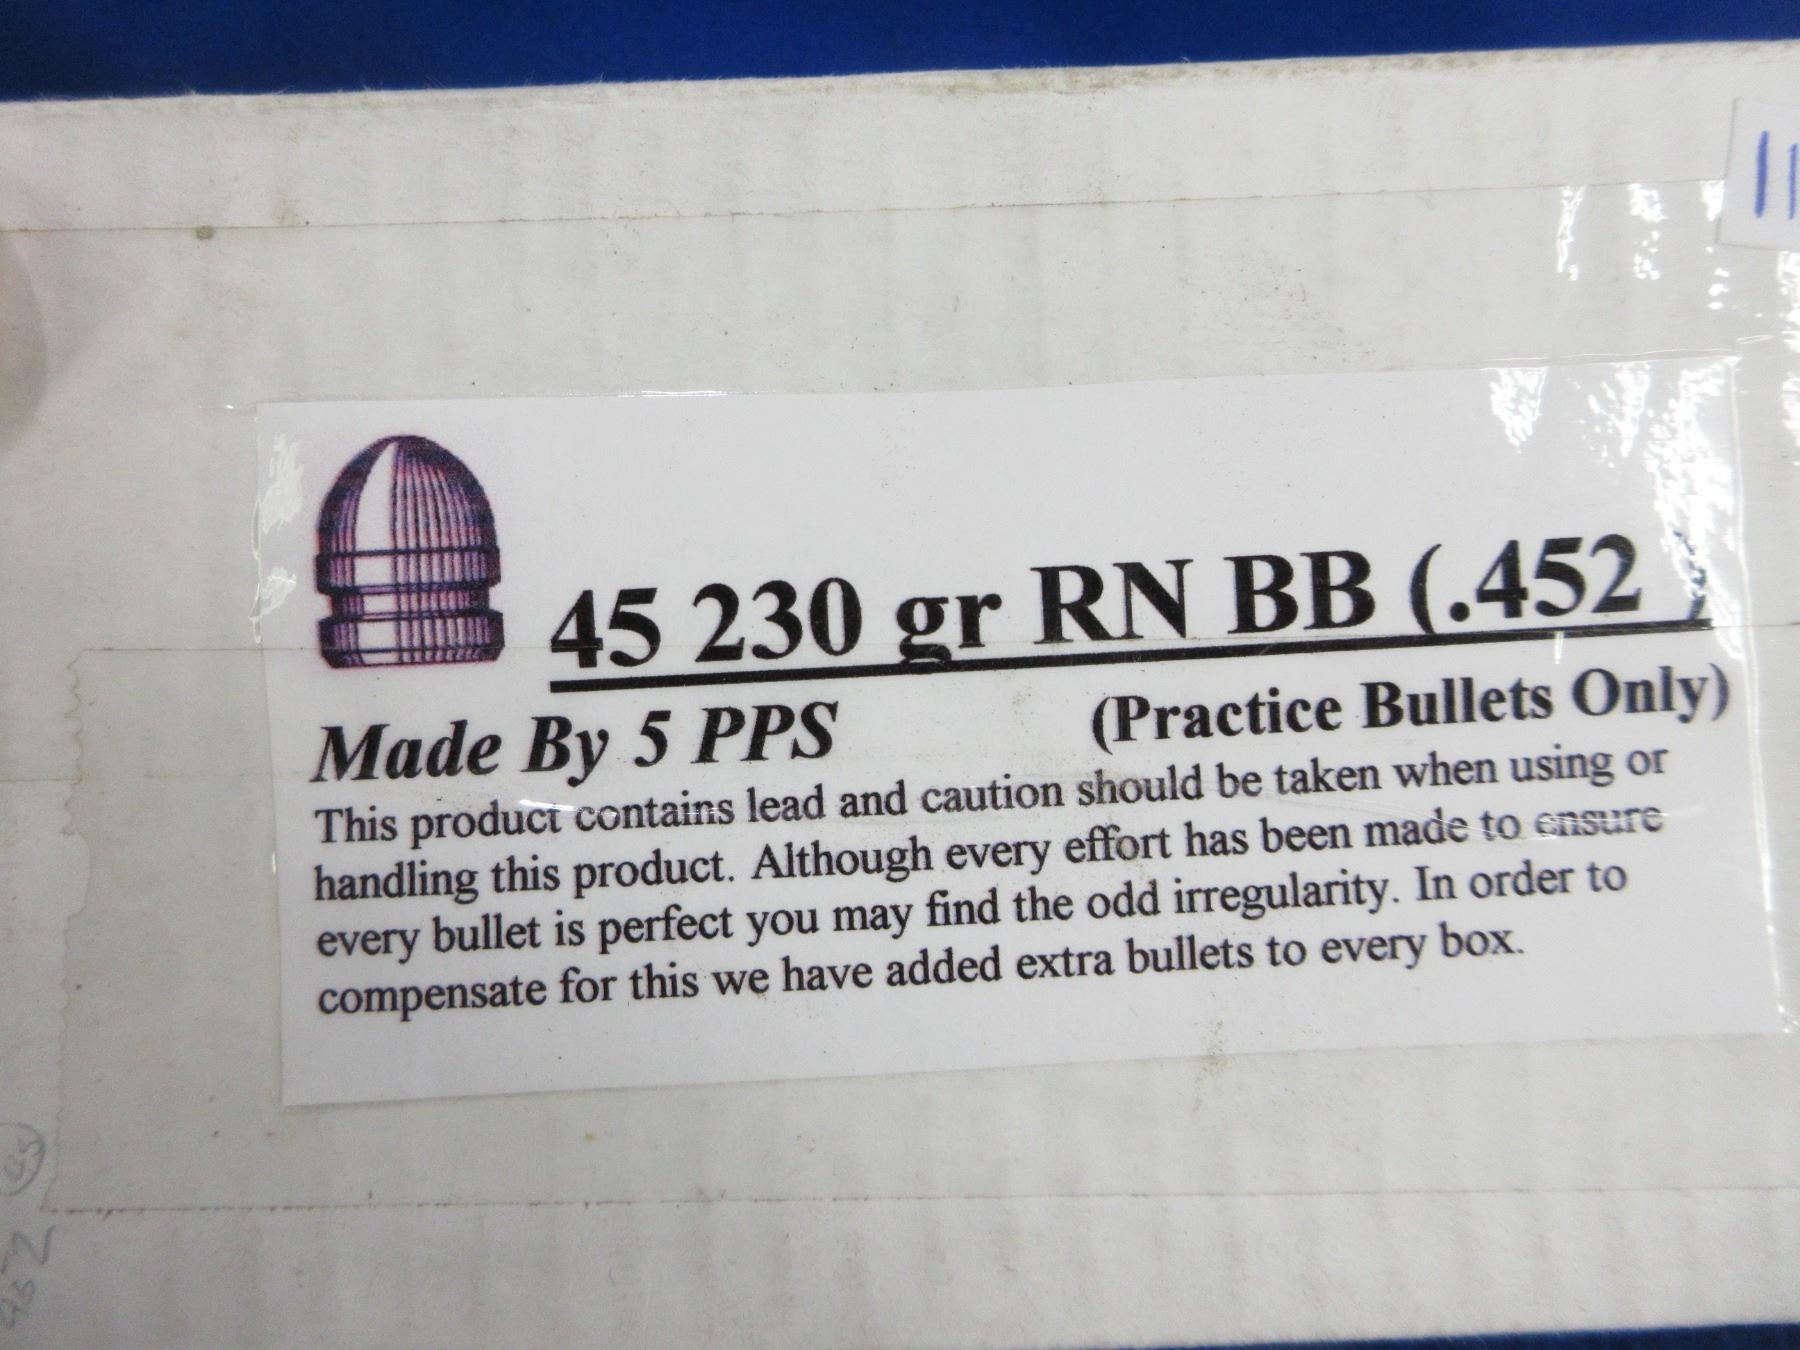 11
45 230 gr RN BB (.452 )
Made By 5 PPS (Practice Bullets Only)
This product contains lead and caution should be taken when using or
handling this product. Although every effort has been made to ensure
every bullet is perfect you may find the odd irregularity. In order to
compensate for this we have added extra bullets to every box.
45
452